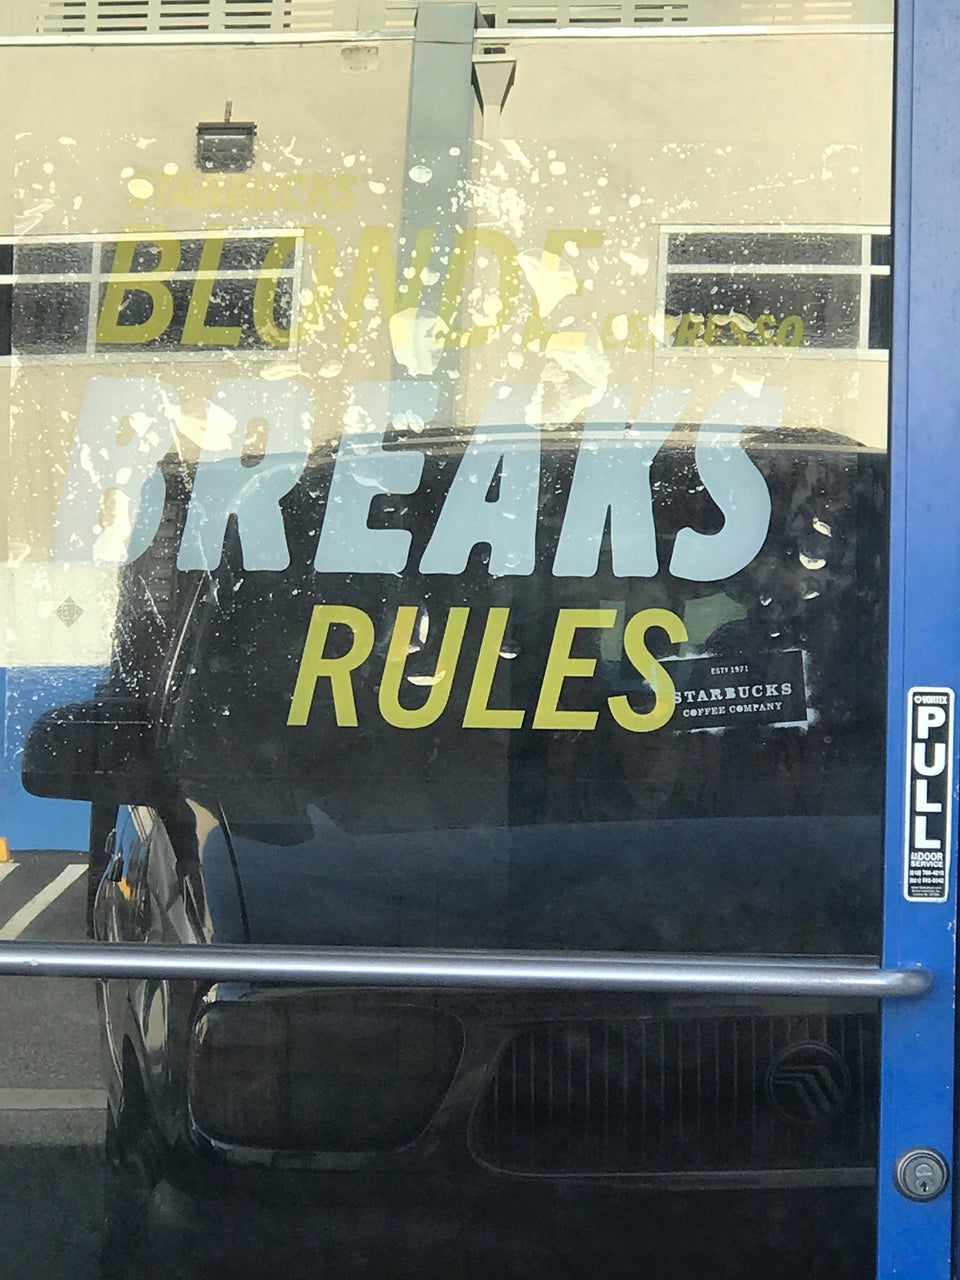 STARBUCKS
BLONDE ESPRESSO
BREAKS
RULES
ESTD 1971
STARBUCKS
COFFEE COMPANY
VORTEX
PULL
DOOR
SERVICE